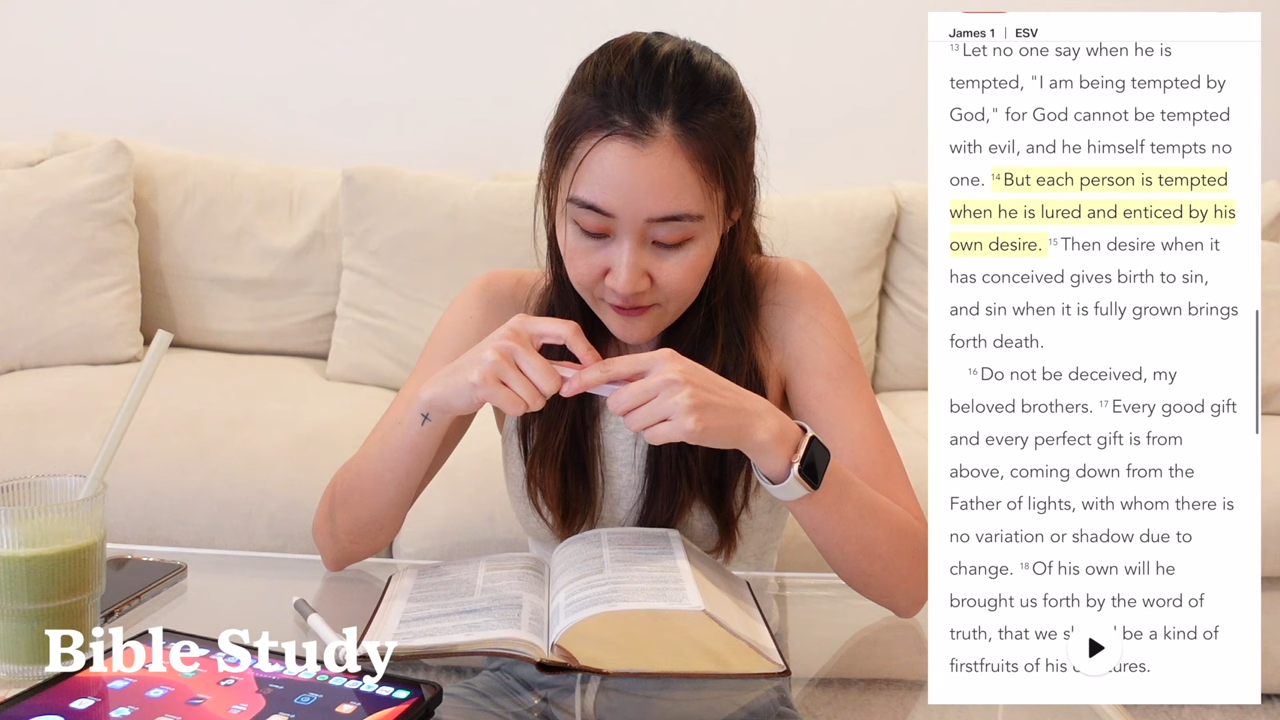 James 1 | ESV
13 Let no one say when he is
tempted, "I am being tempted by
God," for God cannot be tempted
with evil, and he himself tempts no
one. 14 But each person is tempted
when he is lured and enticed by his
own desire. 15 Then desire when it
has conceived gives birth to sin,
and sin when it is fully grown brings
forth death.
16 Do not be deceived, my
beloved brothers. 17 Every good gift
and every perfect gift is from
above, coming down from the
Father of lights, with whom there is
no variation or shadow due to
change. 18 Of his own will he
brought us forth by the word of
truth, that we be a kind of
firstfruits of his
Bible Study